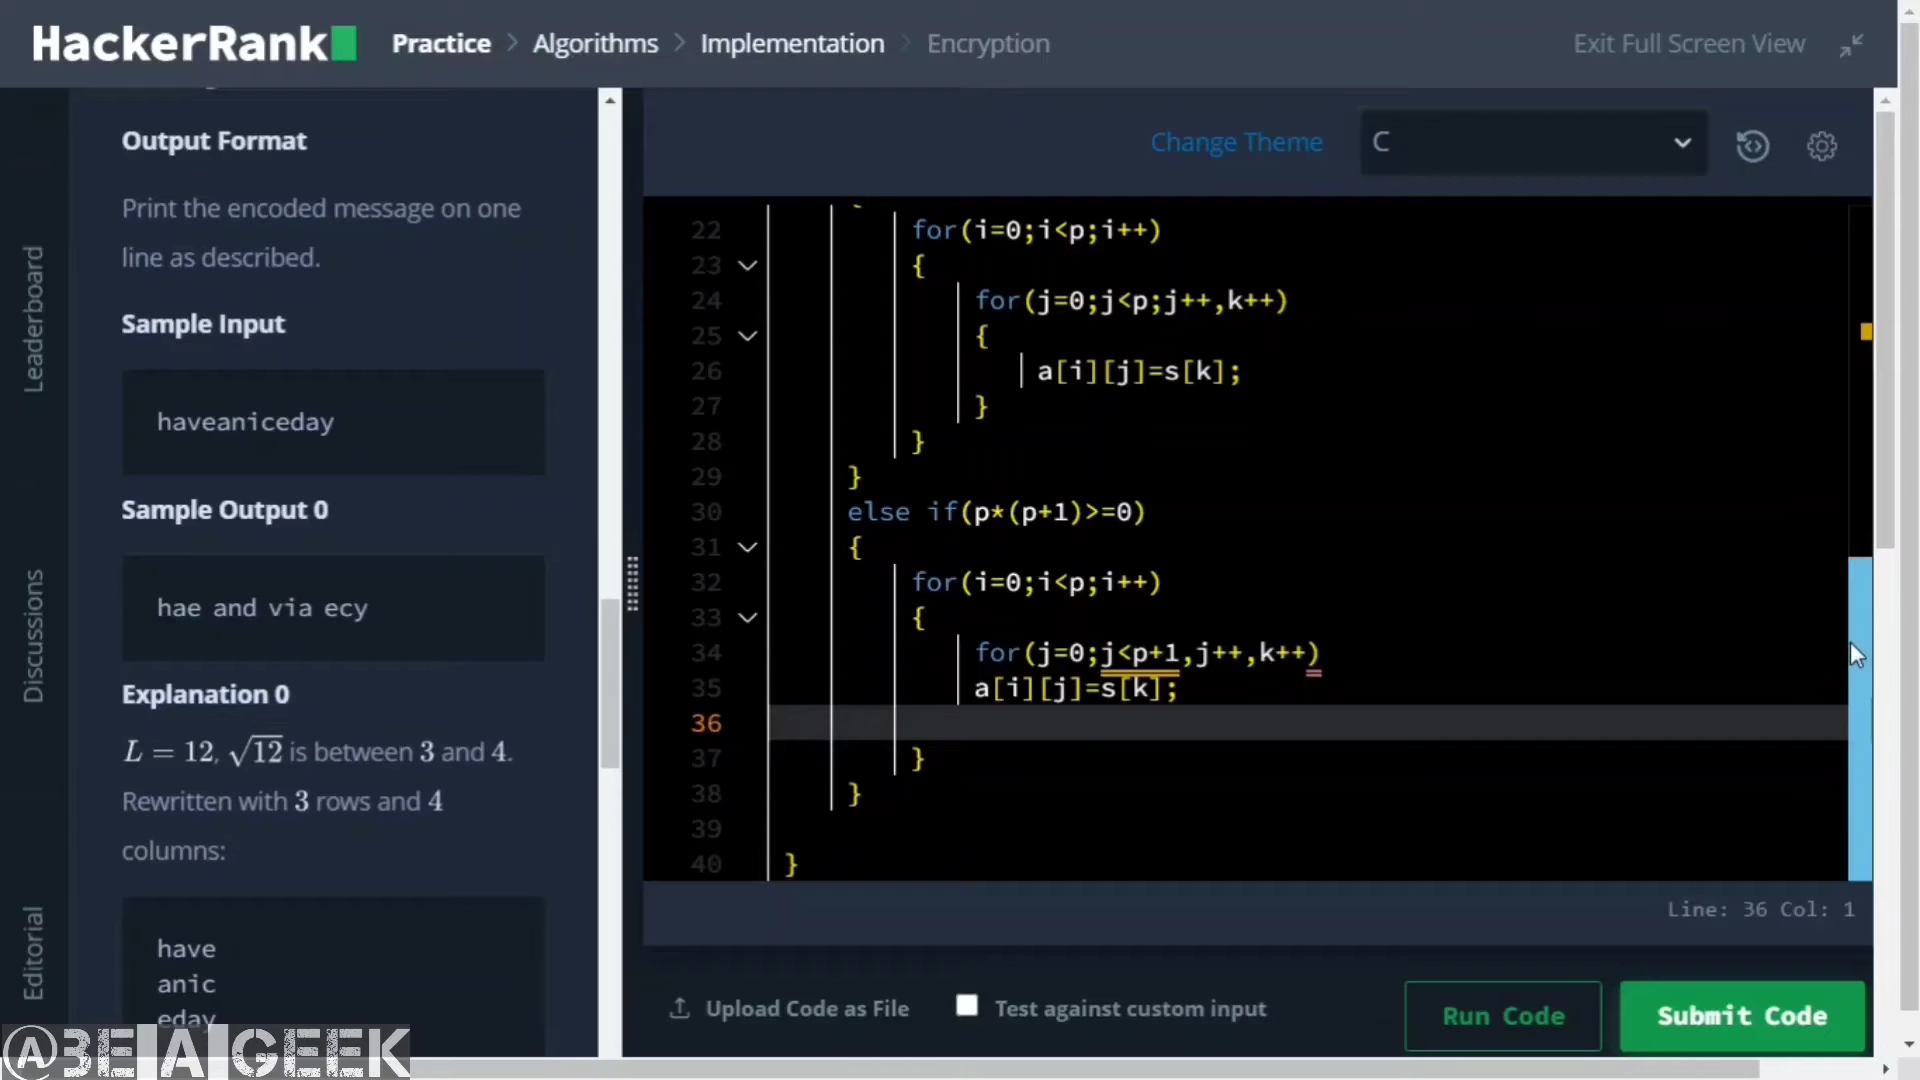 HackerRank
Practice > Algorithms > Implementation > Encryption
Exit Full Screen View
Leaderboard
Discussions
Editorial
Output Format
Print the encoded message on one
line as described.
Sample Input
haveaniceday
Sample Output 0
hae and via ecy
Explanation 0
L = 12, √12 is between 3 and 4.
Rewritten with 3 rows and 4
columns:
have
anic
eday
@BE A GEEK
Change Theme
C
22 for(i=0;i<p;i++)
23 {
24 for(j=0;j<p;j++,k++)
25 {
26 a[i][j]=s[k];
27 }
28 }
29 }
30 else if(p*(p+1)>=0)
31 {
32 for(i=0;i<p;i++)
33 {
34 for(j=0;j<p+1,j++,k++)
35 a[i][j]=s[k];
36
37 }
38 }
39
40 }
Line: 36 Col: 1
Upload Code as File
Test against custom input
Run Code
Submit Code